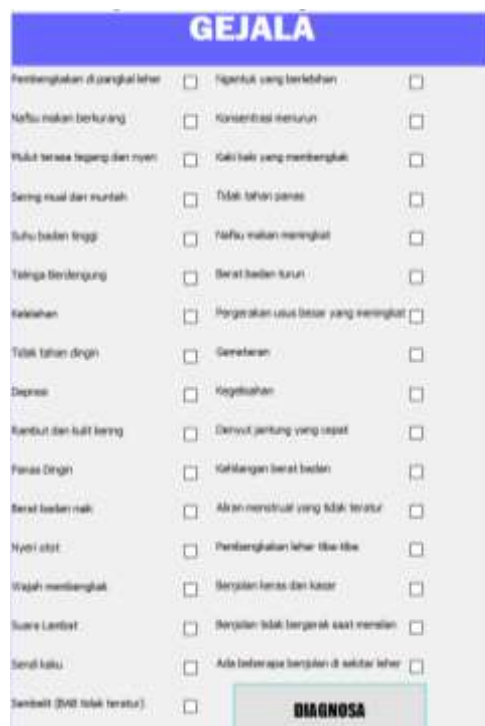 GEJALA
Pembengkakan di pangkal leher
Nafsu makan berkurang
Mulut terasa tegang dan nyeri
Sering mual dan muntah
Suhu badan tinggi
Telinga Berdengung
Kelelahan
Tidak tahan dingin
Depresi
Rambut dan kulit kering
Panas Dingin
Berat badan naik
Nyeri otot
Wajah membengkak
Suara Lambat
Sendi kaku
Sembelit (BAB tidak teratur)
Ngantuk yang berlebihan
Konsentrasi menurun
Kaki yang membengkak
Tidak tahan panas
Nafsu makan meningkat
Berat badan turun
Pergerakan usus besar yang meningkat
Gemetaran
Kegelisahan
Denyut jantung yang cepat
Kehilangan berat badan
Aliran menstrual yang tidak teratur
Pembengkakan leher tiba tiba
Benjolan keras dan kasar
Benjolan tidak bergerak saat menelan
Ada beberapa benjolan di sekitar leher
DIAGNOSA